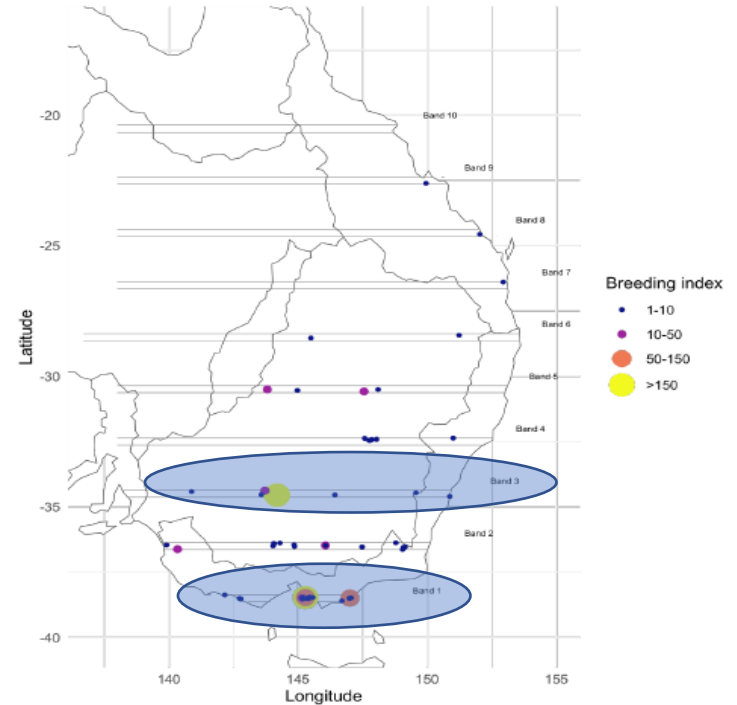 -20
-25
-30
-35
-40
Latitude
140
145
150
155
Longitude
Band 10
Band 9
Band 8
Band 7
Band 6
Band 5
Band 4
Band 3
Band 2
Band 1
Breeding index
1-10
10-50
50-150
>150